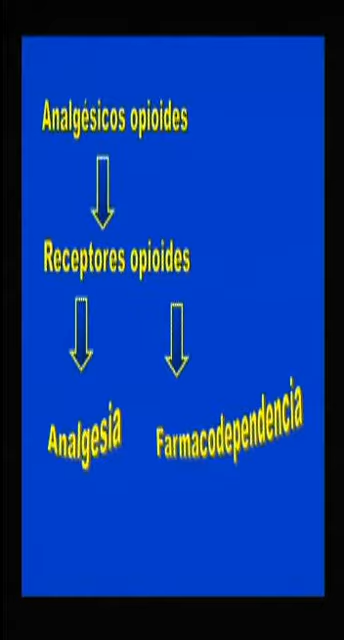 Analgésicos opioides
Receptores opioides
Analgesia
Farmacodependencia